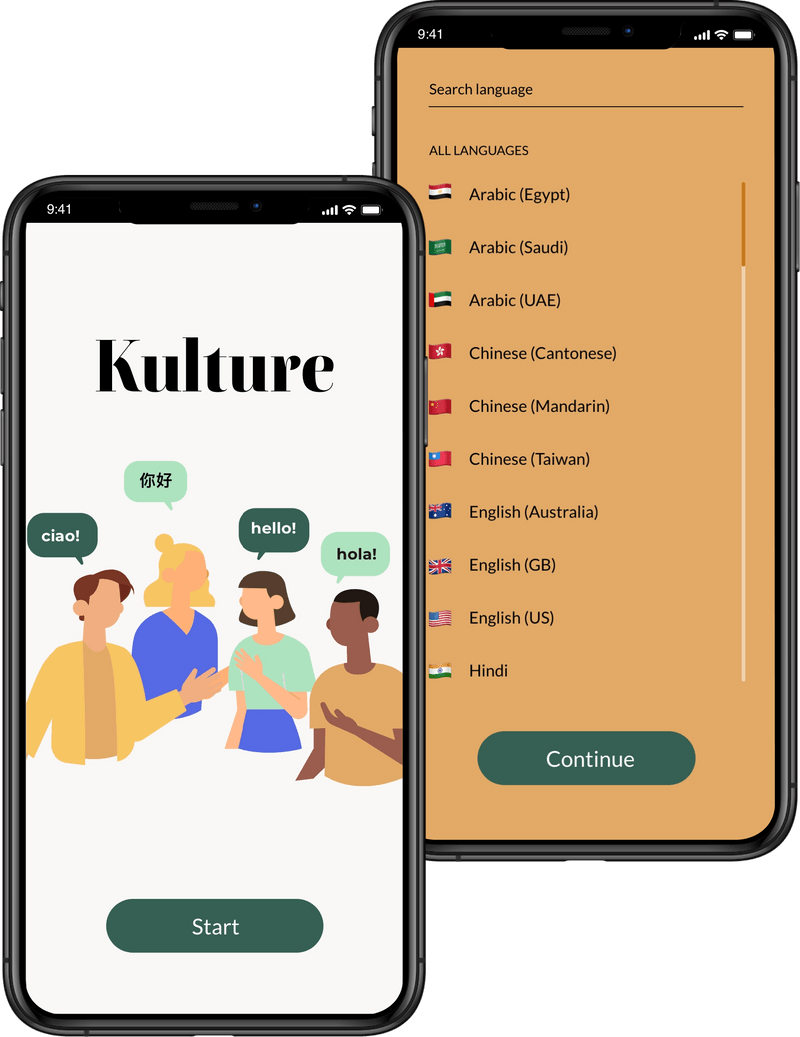 9:41
Kulture
你好
ciao!
hello!
hola!
Start
9:41
Search language
ALL LANGUAGES
Arabic (Egypt)
Arabic (Saudi)
Arabic (UAE)
Chinese (Cantonese)
Chinese (Mandarin)
Chinese (Taiwan)
English (Australia)
English (GB)
English (US)
Hindi
Continue